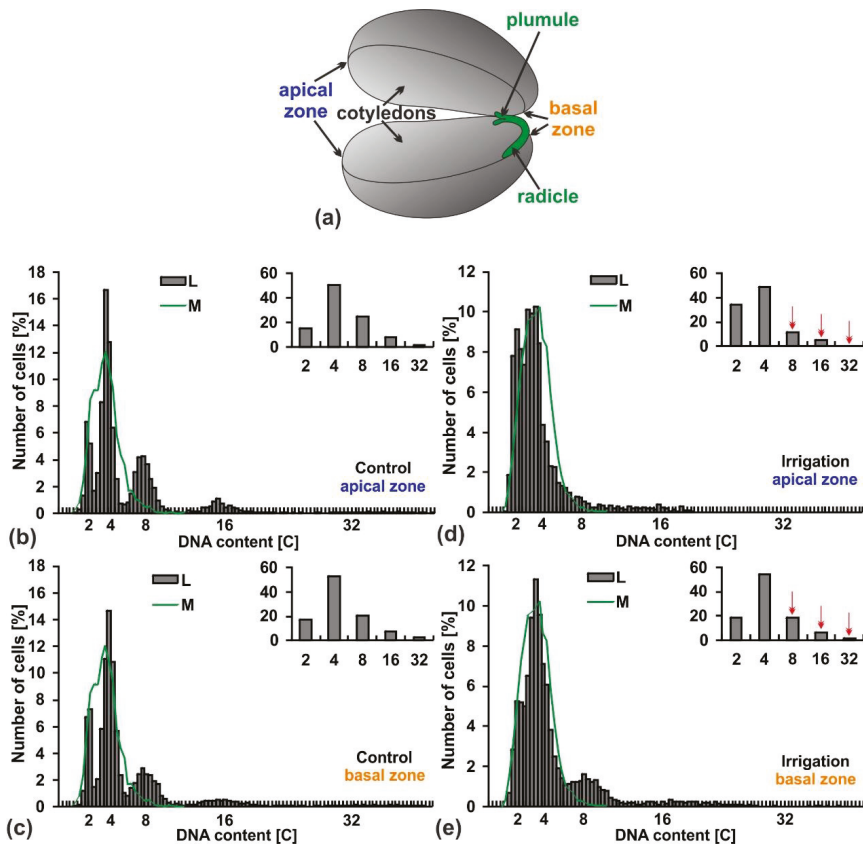 plumule
apical
zone
cotyledons
basal
zone
radicle
(a)
18
16
14
12
10
8
6
4
2
0
Number of cells [%]
L
M
60
40
20
0
2 4 8 16 32
Control
apical zone
2 4 8 16 32
DNA content [C]
(b)
12
10
8
6
4
2
0
Number of cells [%]
L
M
60
40
20
0
2 4 8 16 32
Irrigation
apical zone
2 4 8 16 32
DNA content [C]
(d)
18
16
14
12
10
8
6
4
2
0
Number of cells [%]
L
M
60
40
20
0
2 4 8 16 32
Control
basal zone
2 4 8 16 32
DNA content [C]
(c)
12
10
8
6
4
2
0
Number of cells [%]
L
M
60
40
20
0
2 4 8 16 32
Irrigation
basal zone
2 4 8 16 32
DNA content [C]
(e)